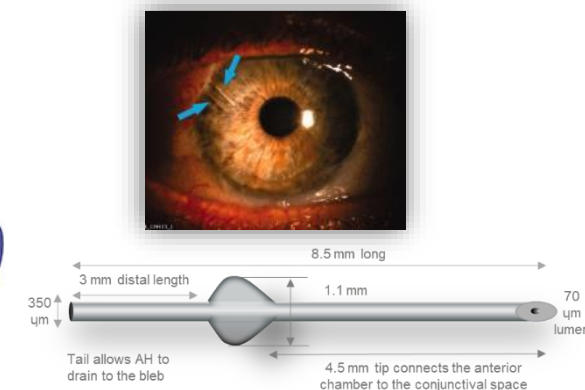 8.5 mm long
3 mm distal length
1.1 mm
350
μm
70
μm
lumen
Tail allows AH to
drain to the bleb
4.5 mm tip connects the anterior
chamber to the conjunctival space